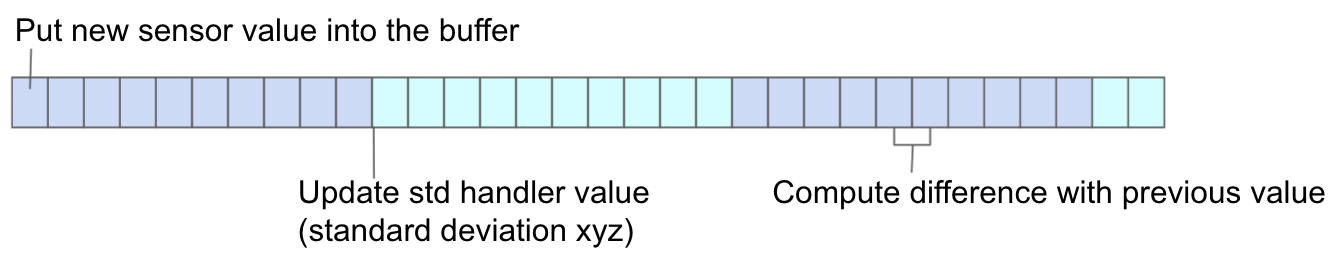 Put new sensor value into the buffer
Update std handler value
(standard deviation xyz)
Compute difference with previous value